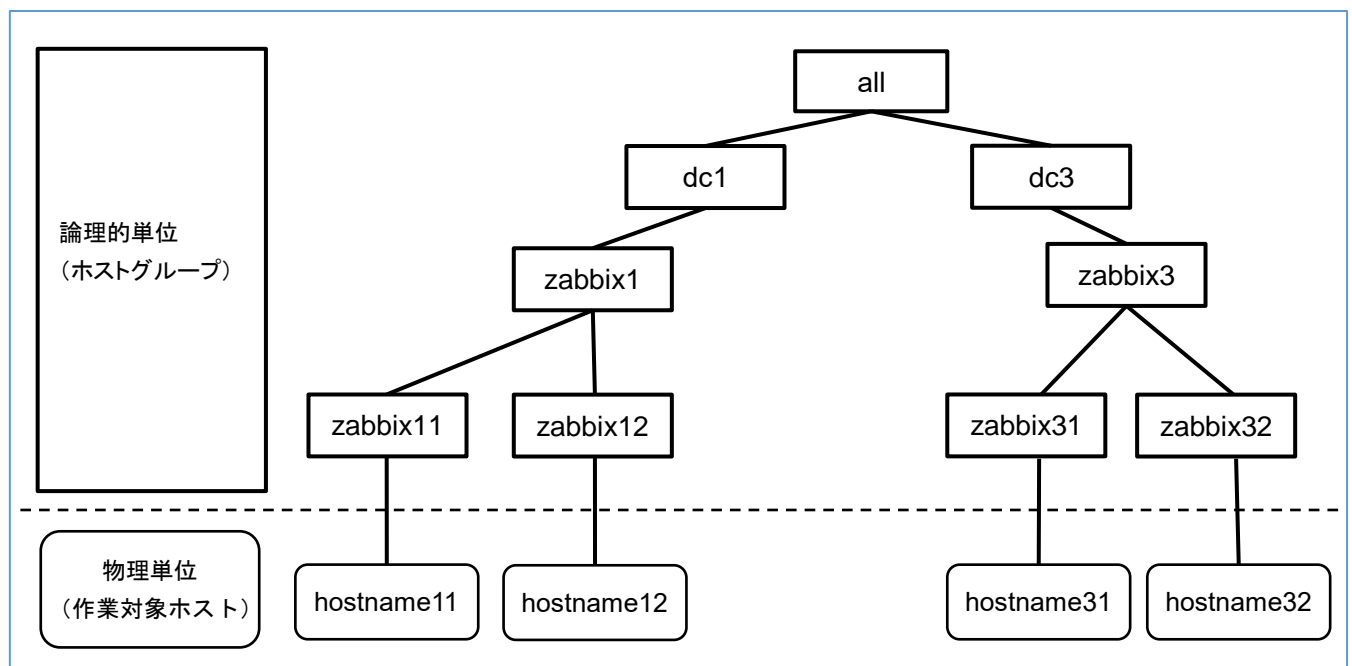 all
dc1
dc3
論理的単位
（ホストグループ）
zabbix1
zabbix3
zabbix11
zabbix12
zabbix31
zabbix32
物理単位
（作業対象ホスト）
hostname11
hostname12
hostname31
hostname32